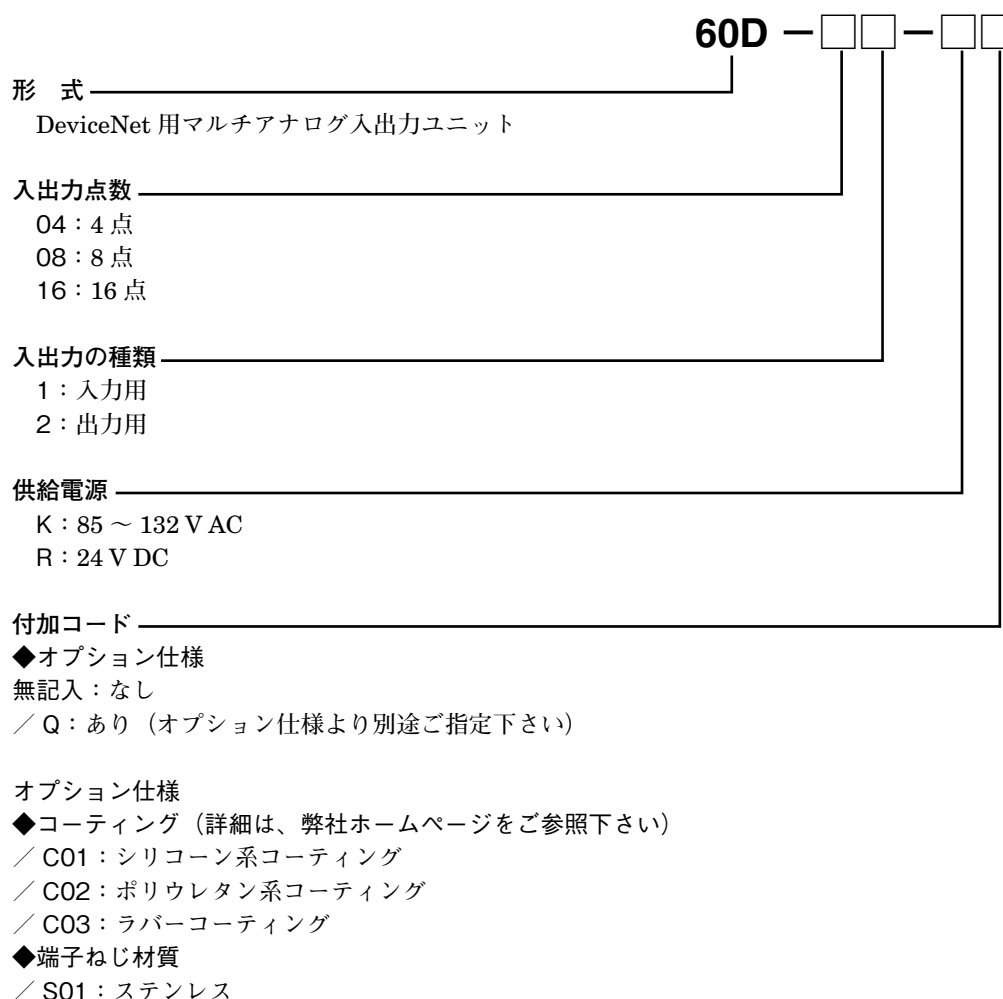 60D －□□－□□
形　式
DeviceNet 用マルチアナログ入出力ユニット
入出力点数
04：4 点
08：8 点
16：16 点
入出力の種類
1：入力用
2：出力用
供給電源
K：85 ～ 132 V AC
R：24 V DC
付加コード
◆オプション仕様
無記入：なし
／ Q：あり（オプション仕様より別途ご指定下さい）
オプション仕様
◆コーティング（詳細は、弊社ホームページをご参照下さい）
／ C01：シリコーン系コーティング
／ C02：ポリウレタン系コーティング
／ C03：ラバーコーティング
◆端子ねじ材質
／ S01：ステンレス